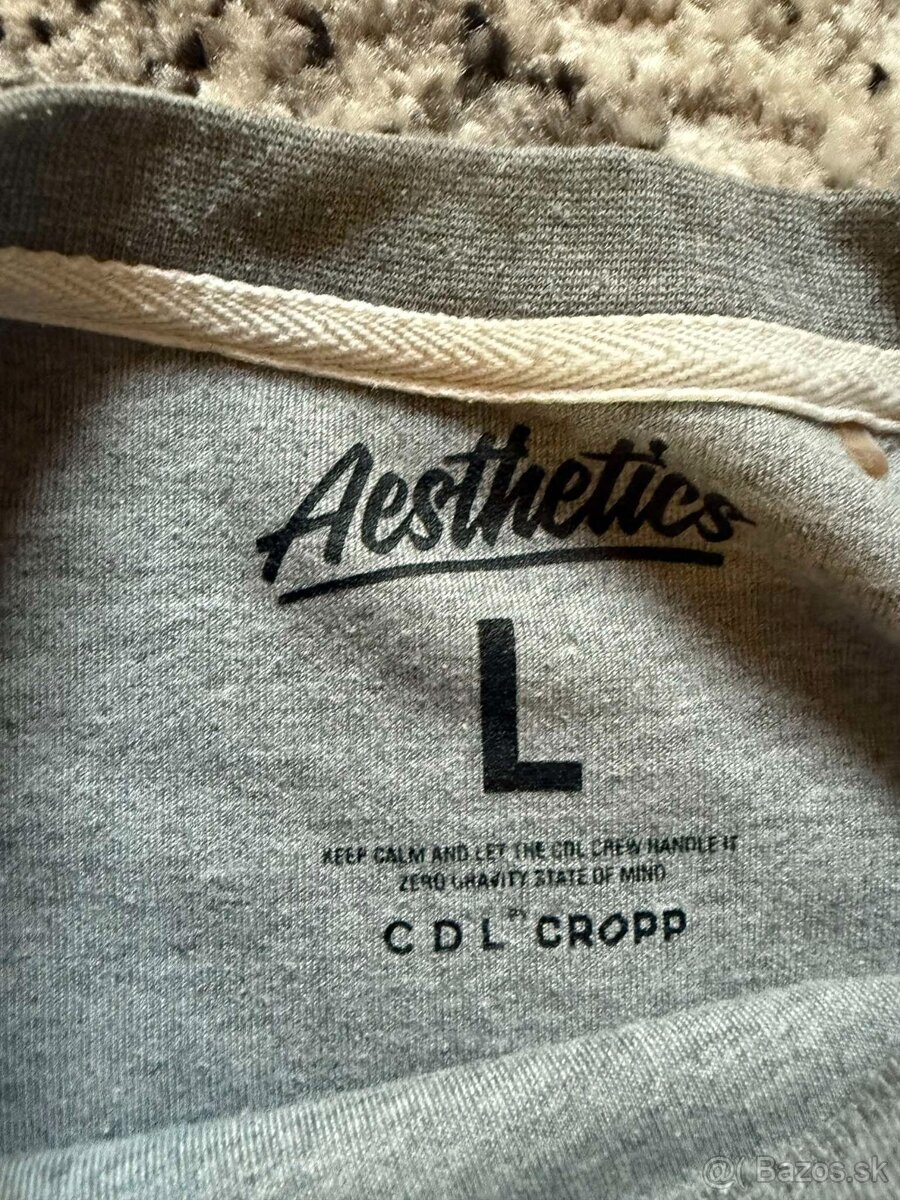 Aesthetics
L
KEEP CALM AND LET THE CDL CREW HANDLE IT
ZERO GRAVITY STATE OF MIND
CDL BY CROPP
@( Bazos.sk